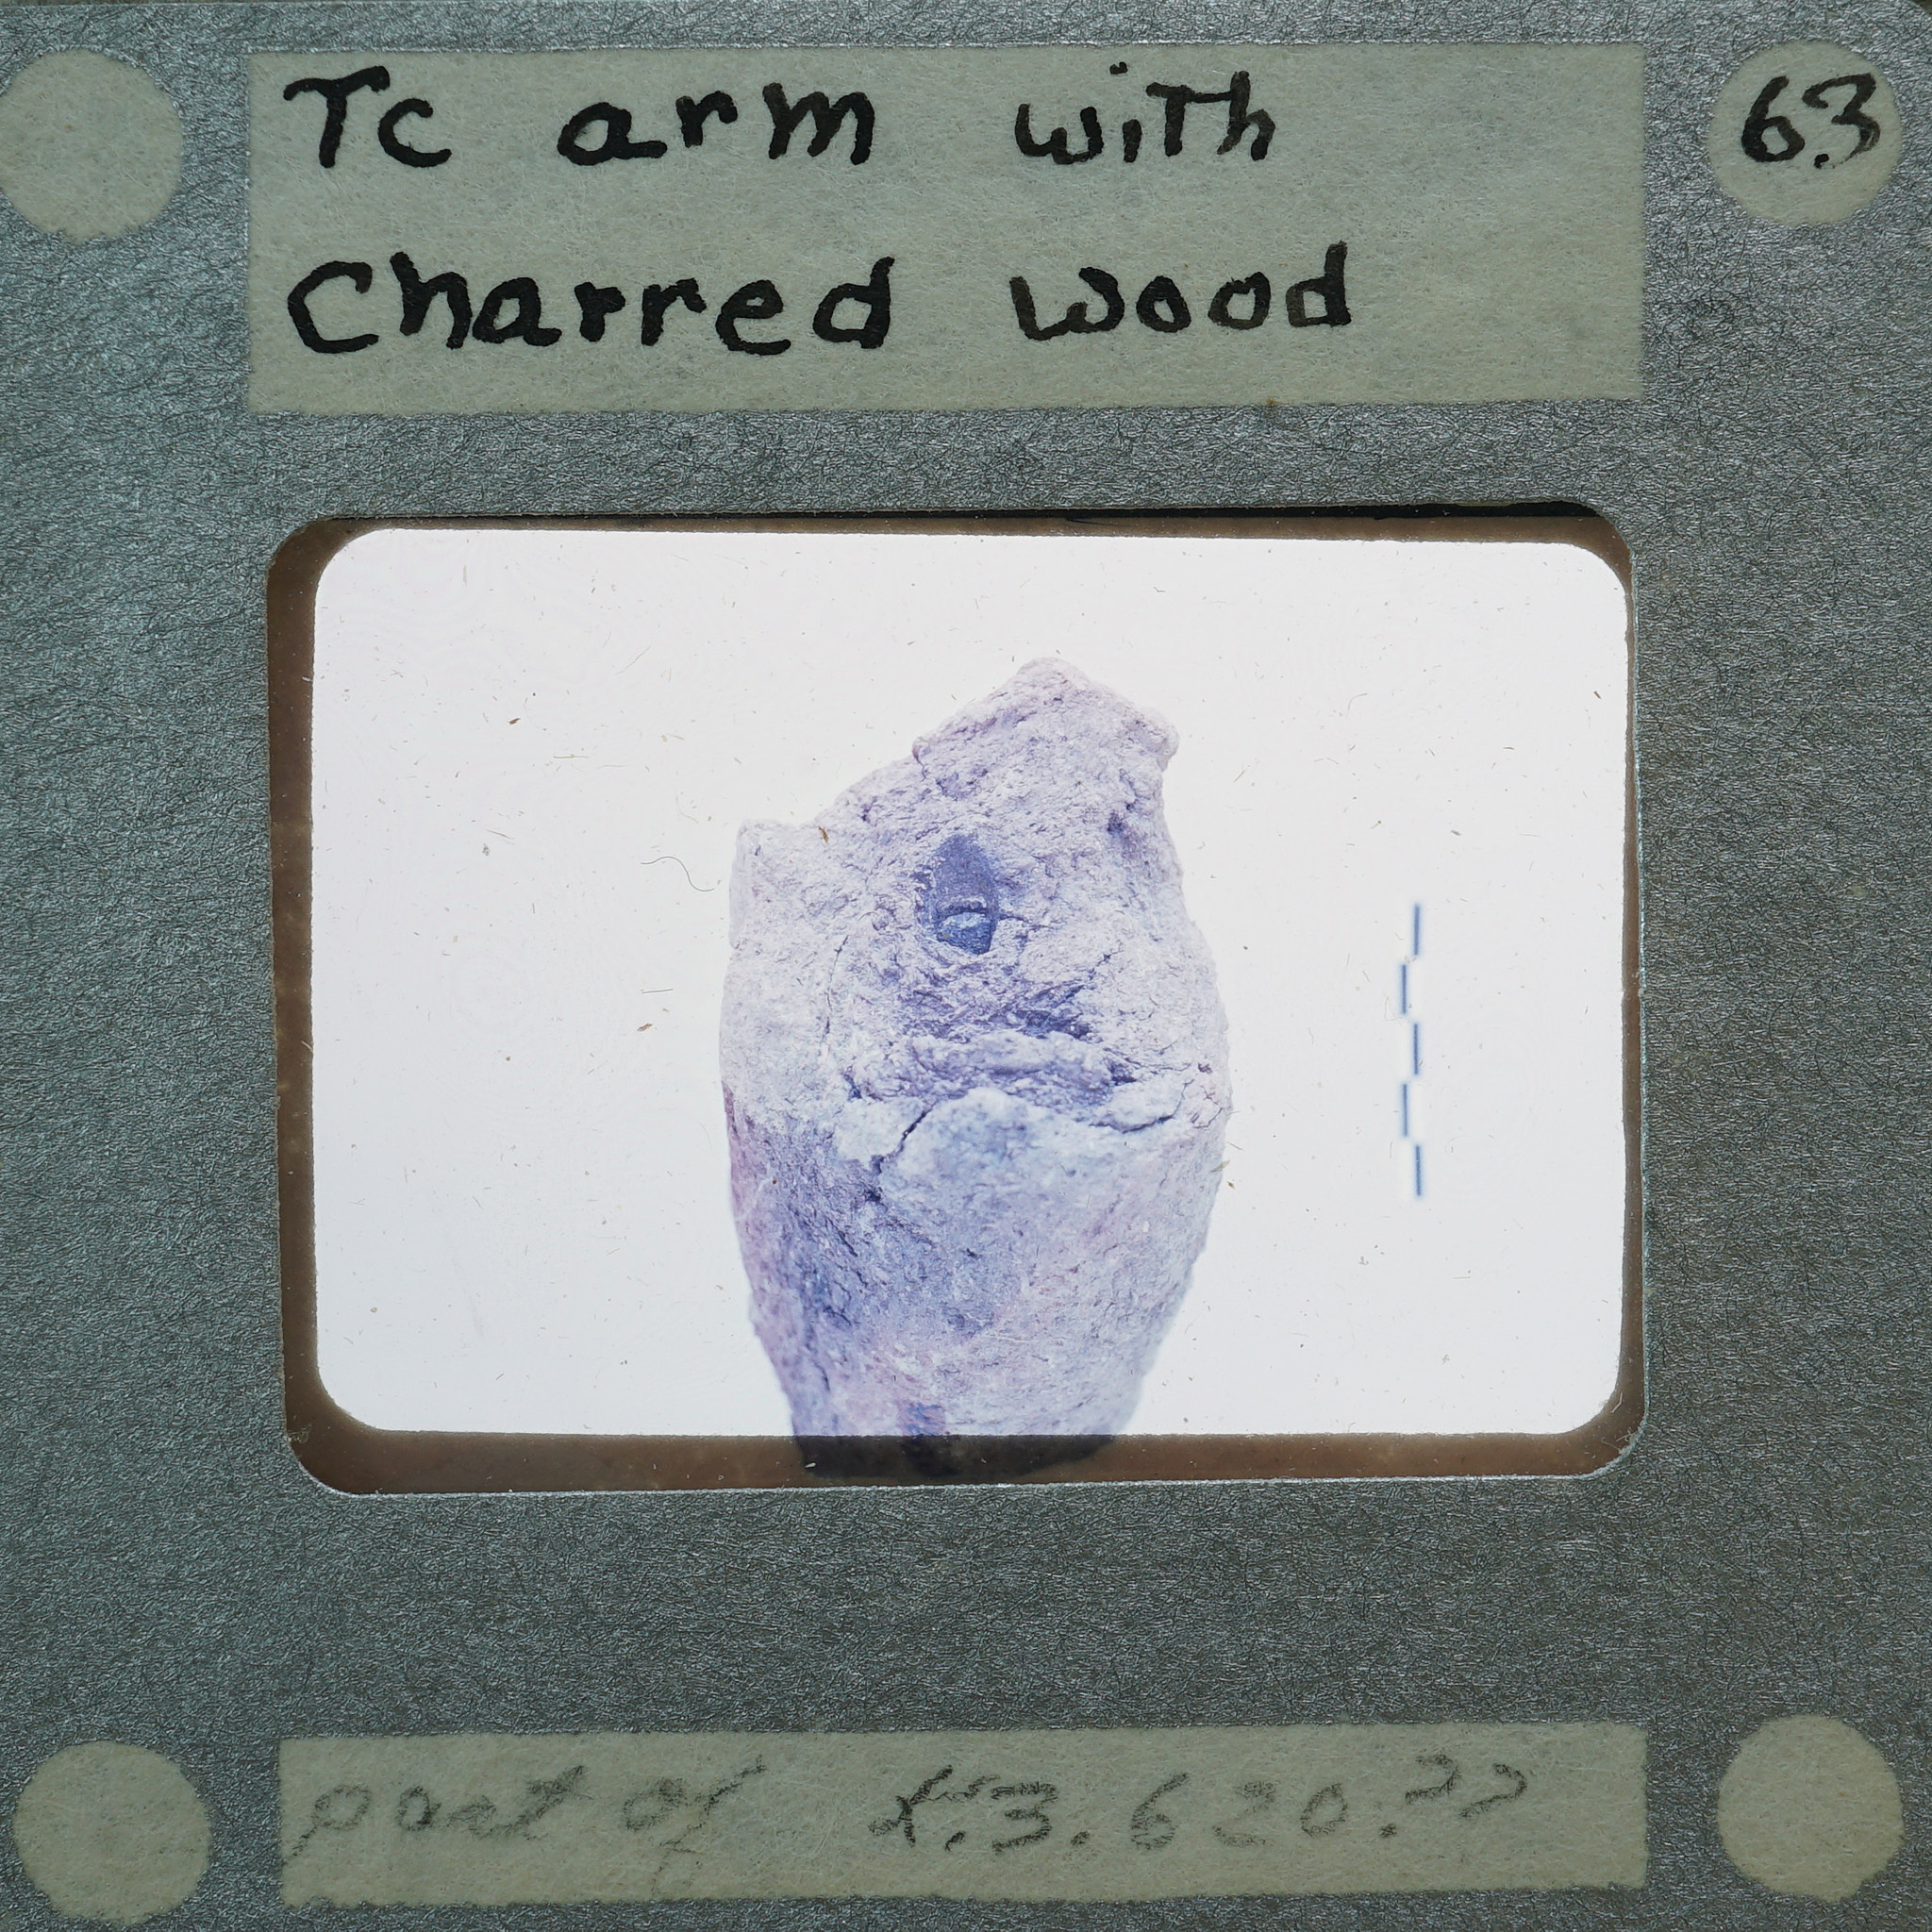 Tc arm with
63
Charred wood
part of